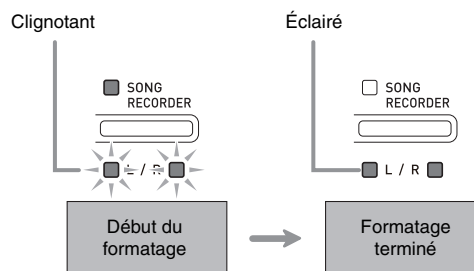 Clignotant
Éclairé
SONG
RECORDER
L / R
SONG
RECORDER
L / R
Début du
formatage
Formatage
terminé